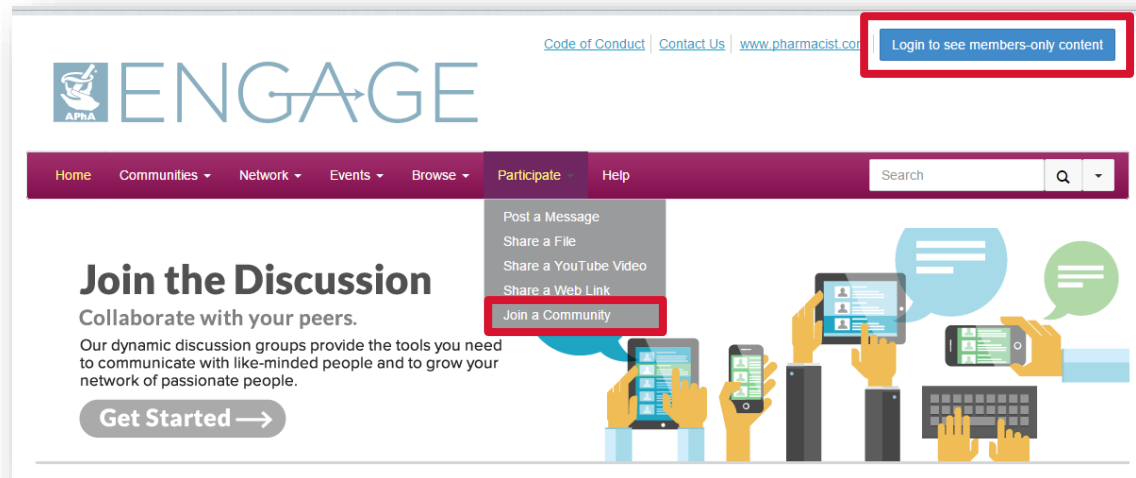 Code of Conduct Contact Us www.pharmacist.com Login to see members-only content
APhA ENGAGE
Home Communities Network Events Browse Participate Help Search
Post a Message
Share a File
Share a YouTube Video
Share a Web Link
Join a Community
Join the Discussion
Collaborate with your peers.
Our dynamic discussion groups provide the tools you need
to communicate with like-minded people and to grow your
network of passionate people.
Get Started